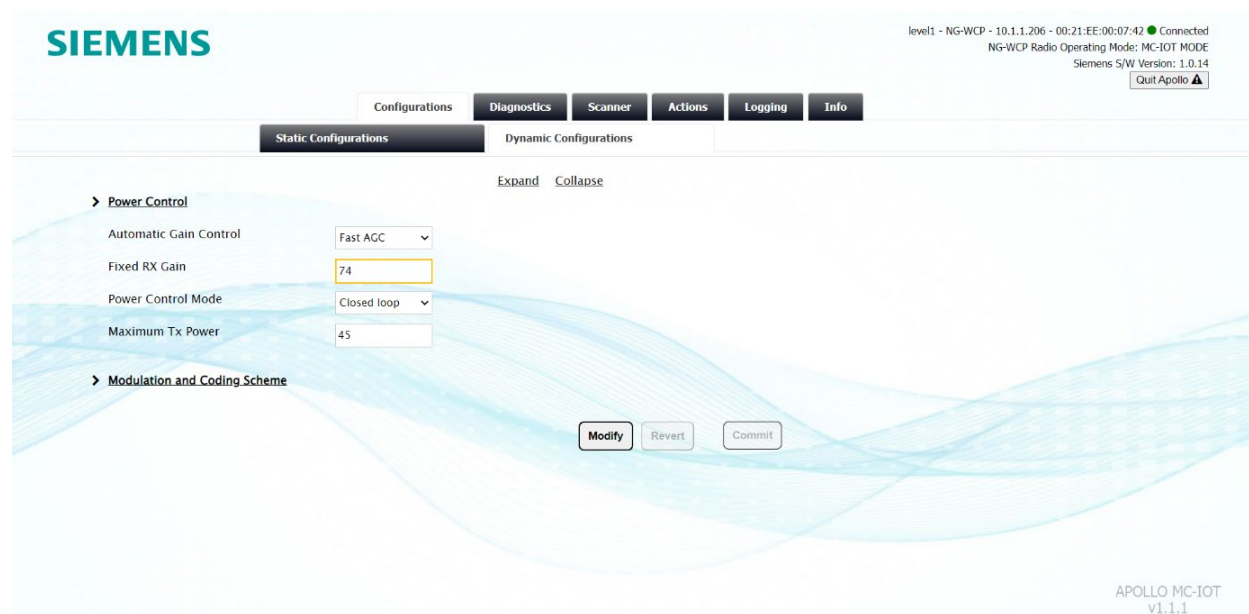 SIEMENS
level1 - NG-WCP - 10.1.1.206 - 00:21:EE:00:07:42 Connected
NG-WCP Radio Operating Mode: MC-IOT MODE
Siemens S/W Version: 1.0.14
Quit Apollo
Configurations Diagnostics Scanner Actions Logging Info
Static Configurations Dynamic Configurations
Expand Collapse
Power Control
Automatic Gain Control Fast AGC
Fixed RX Gain 74
Power Control Mode Closed loop
Maximum Tx Power 45
Modulation and Coding Scheme
Modify Revert Commit
APOLLO MC-IOT
v1.1.1